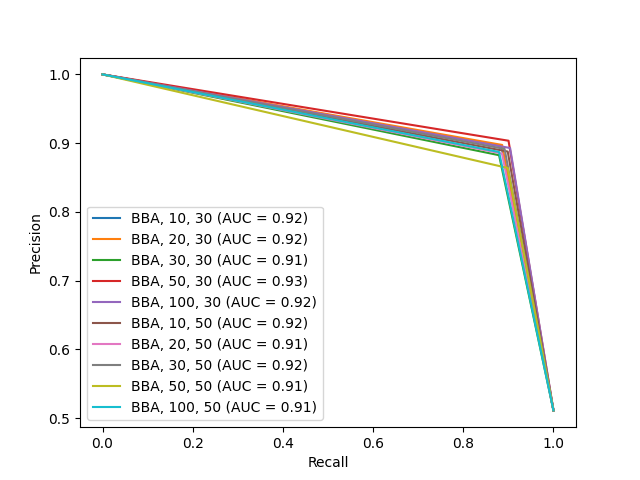 1.0
0.9
0.8
0.7
0.6
0.5
Precision
BBA, 10, 30 (AUC = 0.92)
BBA, 20, 30 (AUC = 0.92)
BBA, 30, 30 (AUC = 0.91)
BBA, 50, 30 (AUC = 0.93)
BBA, 100, 30 (AUC = 0.92)
BBA, 10, 50 (AUC = 0.92)
BBA, 20, 50 (AUC = 0.91)
BBA, 30, 50 (AUC = 0.92)
BBA, 50, 50 (AUC = 0.91)
BBA, 100, 50 (AUC = 0.91)
0.0 0.2 0.4 0.6 0.8 1.0
Recall